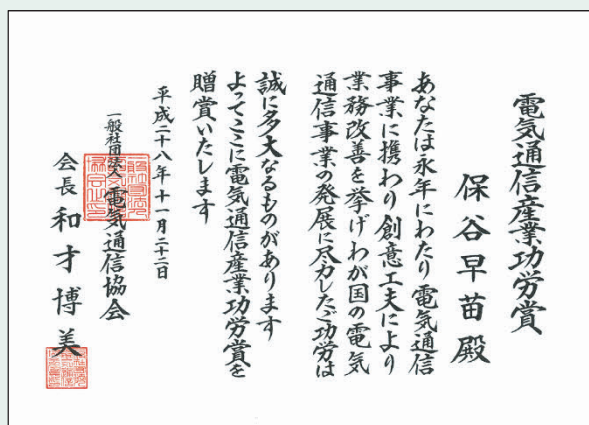 電気通信産業功労賞
保谷早苗殿
あなたは永年にわたり電気通信
事業に携わり創意工夫により
業務改善を挙げわが国の電気
通信事業の発展に尽力したご功労は
誠に多大なるものがあります
よってここに電気通信産業功労賞を
贈賞いたします
平成二十八年十一月二十二日
一般社団法人電気通信協会
会長 和才博美